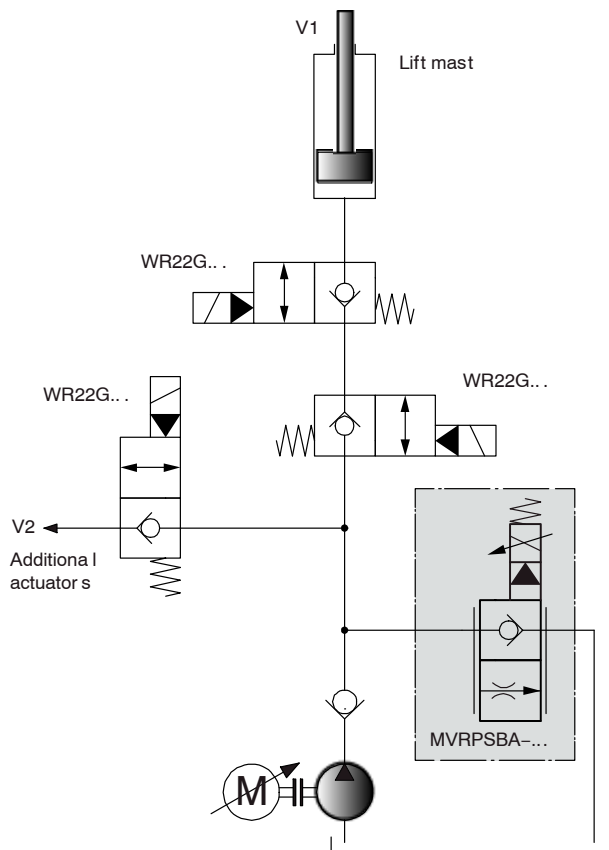 V1
Lift mast
WR22G.. .
WR22G.. .
WR22G.. .
V2
Additiona l
actuator s
MVRPSBA–...
M